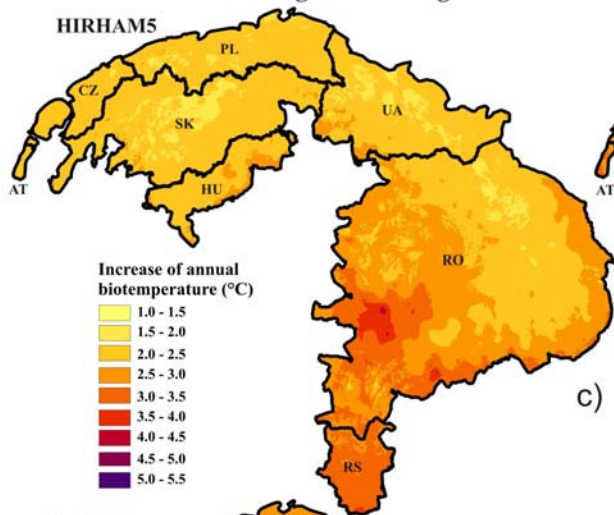 HIRHAM5
PL
CZ
UA
SK
AT
AT
HU
RO
Increase of annual
biotemperature (°C)
1.0 - 1.5
1.5 - 2.0
2.0 - 2.5
2.5 - 3.0
3.0 - 3.5
3.5 - 4.0
4.0 - 4.5
4.5 - 5.0
5.0 - 5.5
c)
RS